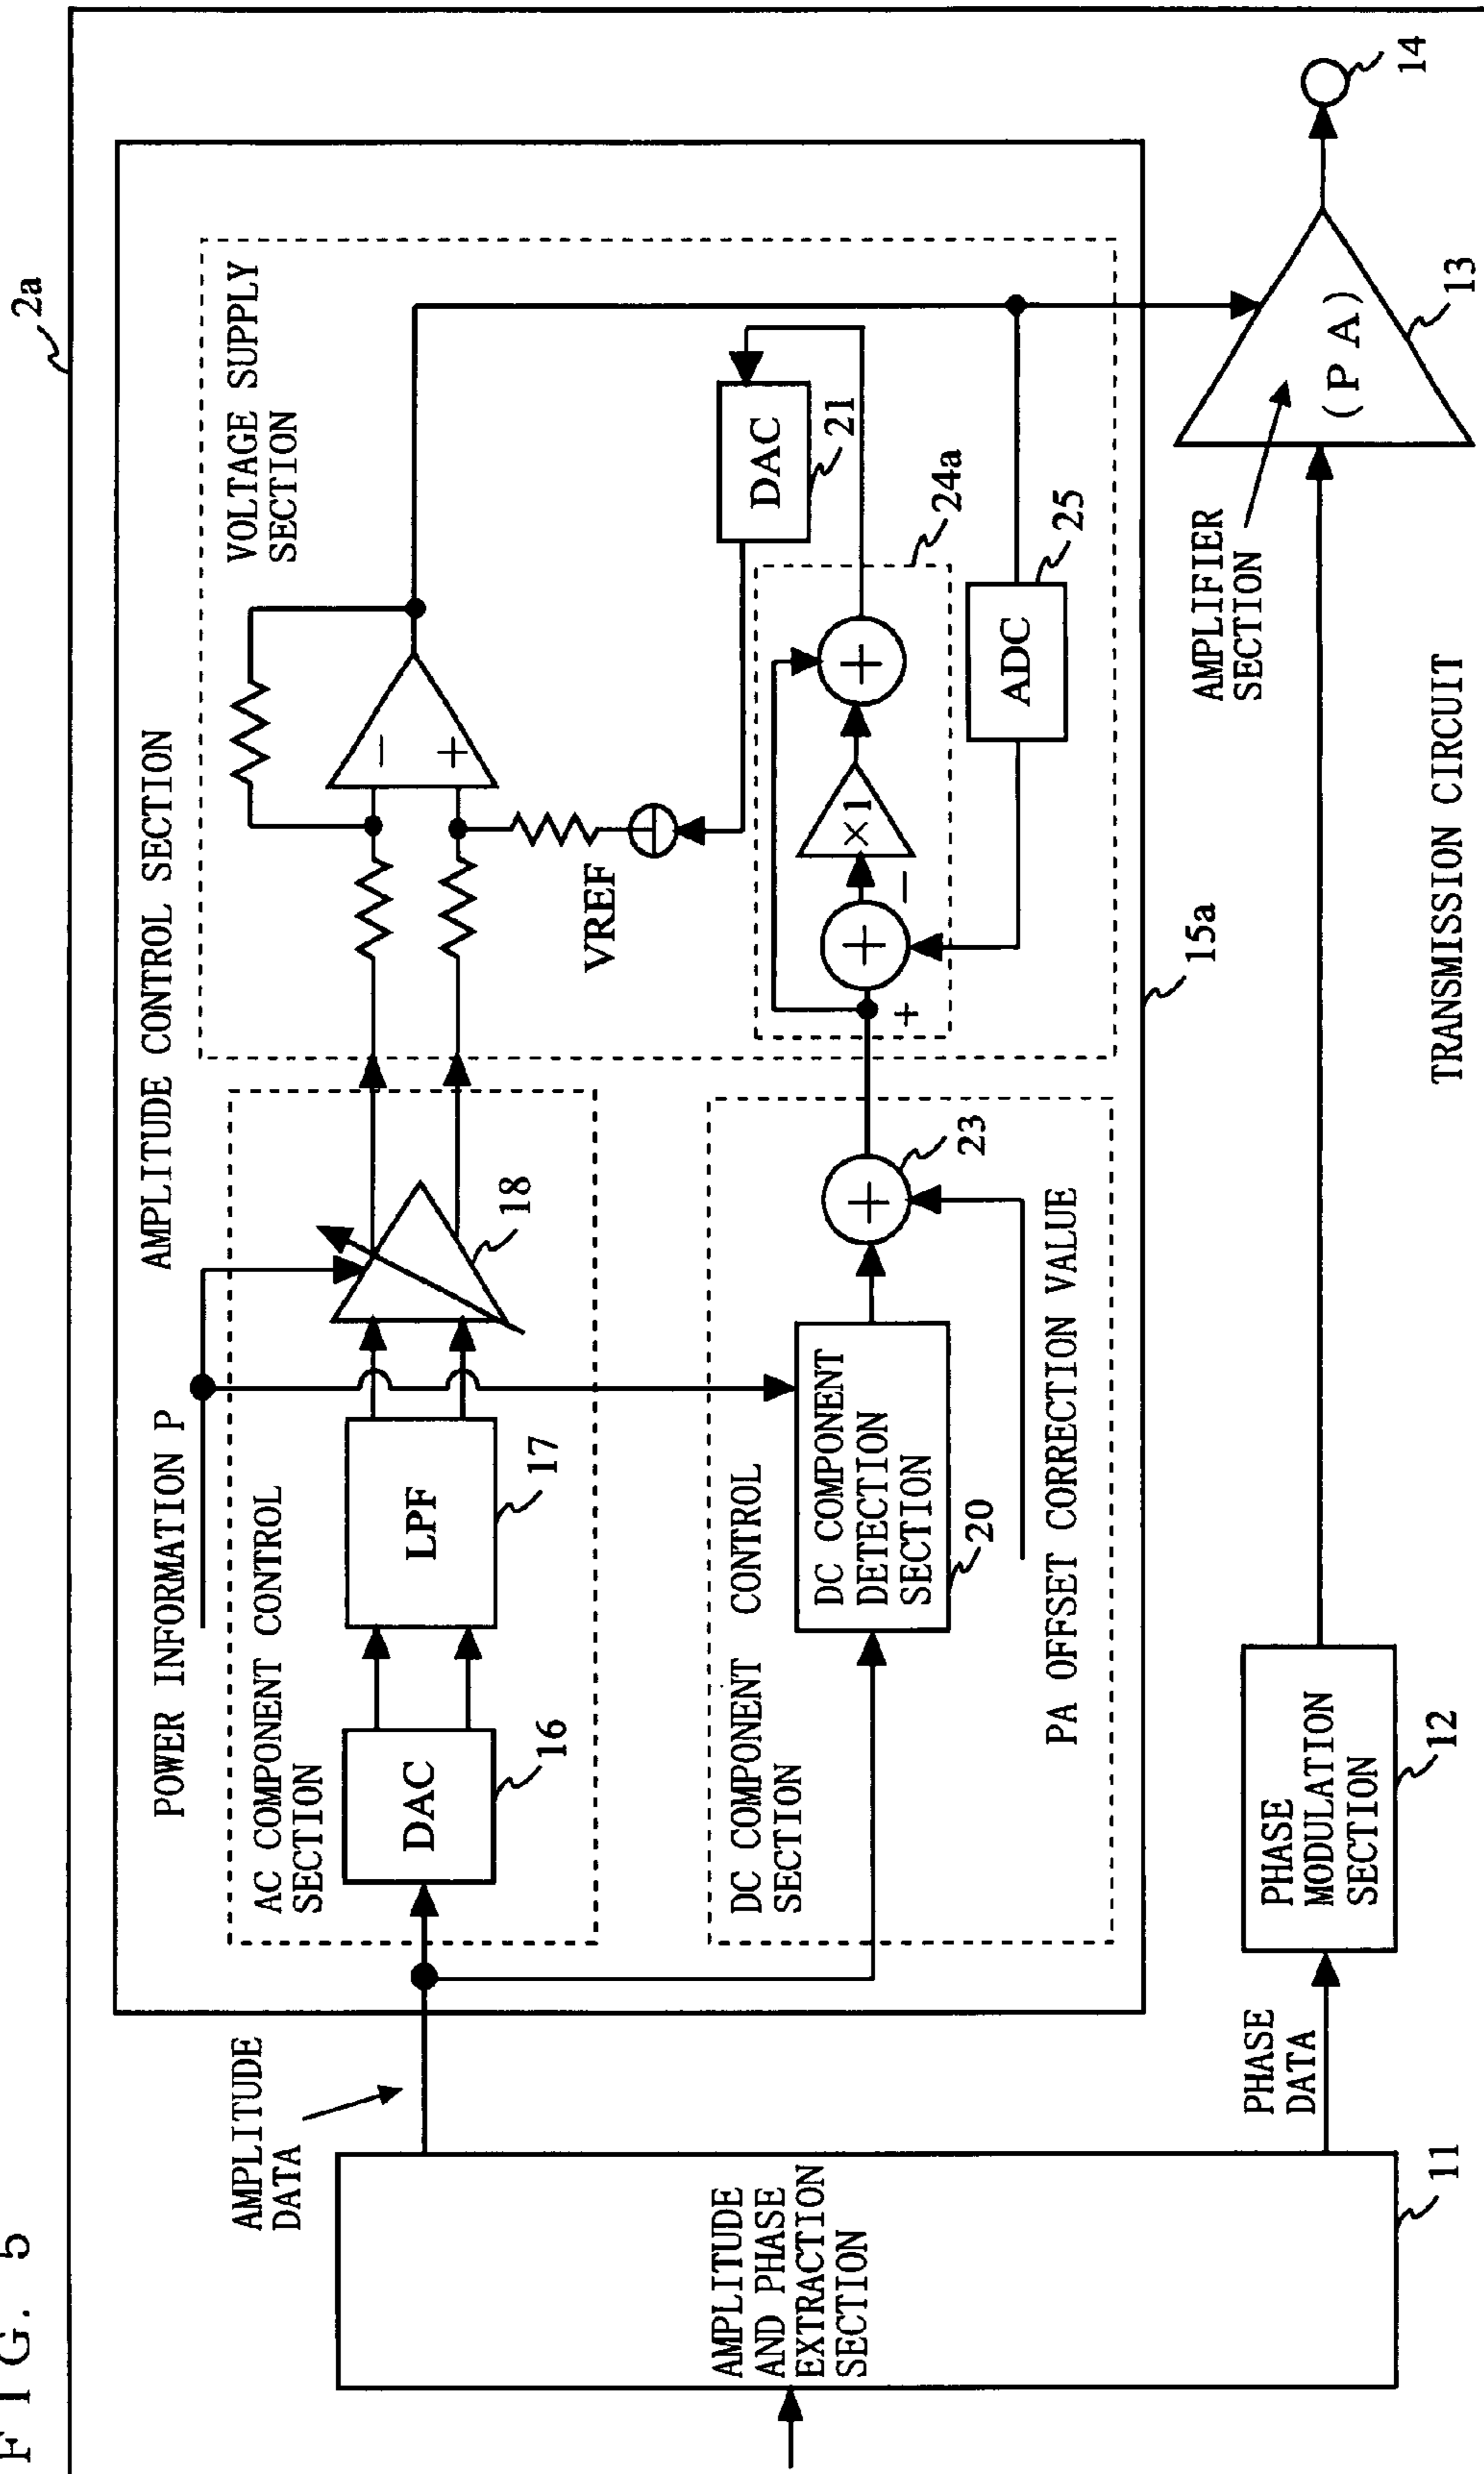 F I G. 5
2a
AMPLITUDE CONTROL SECTION
POWER INFORMATION P
AMPLITUDE
DATA
AC COMPONENT CONTROL
SECTION
DAC
16
LPF
17
18
VOLTAGE SUPPLY
SECTION
−
+
VREF
DAC
21
24a
+
−
+
×1
+
ADC
25
DC COMPONENT CONTROL
SECTION
DC COMPONENT
DETECTION
SECTION
20
+
23
PA OFFSET CORRECTION VALUE
15a
AMPLITUDE
AND PHASE
EXTRACTION
SECTION
11
PHASE
DATA
PHASE
MODULATION
SECTION
12
AMPLIFIER
SECTION
(PA)
13
14
TRANSMISSION CIRCUIT